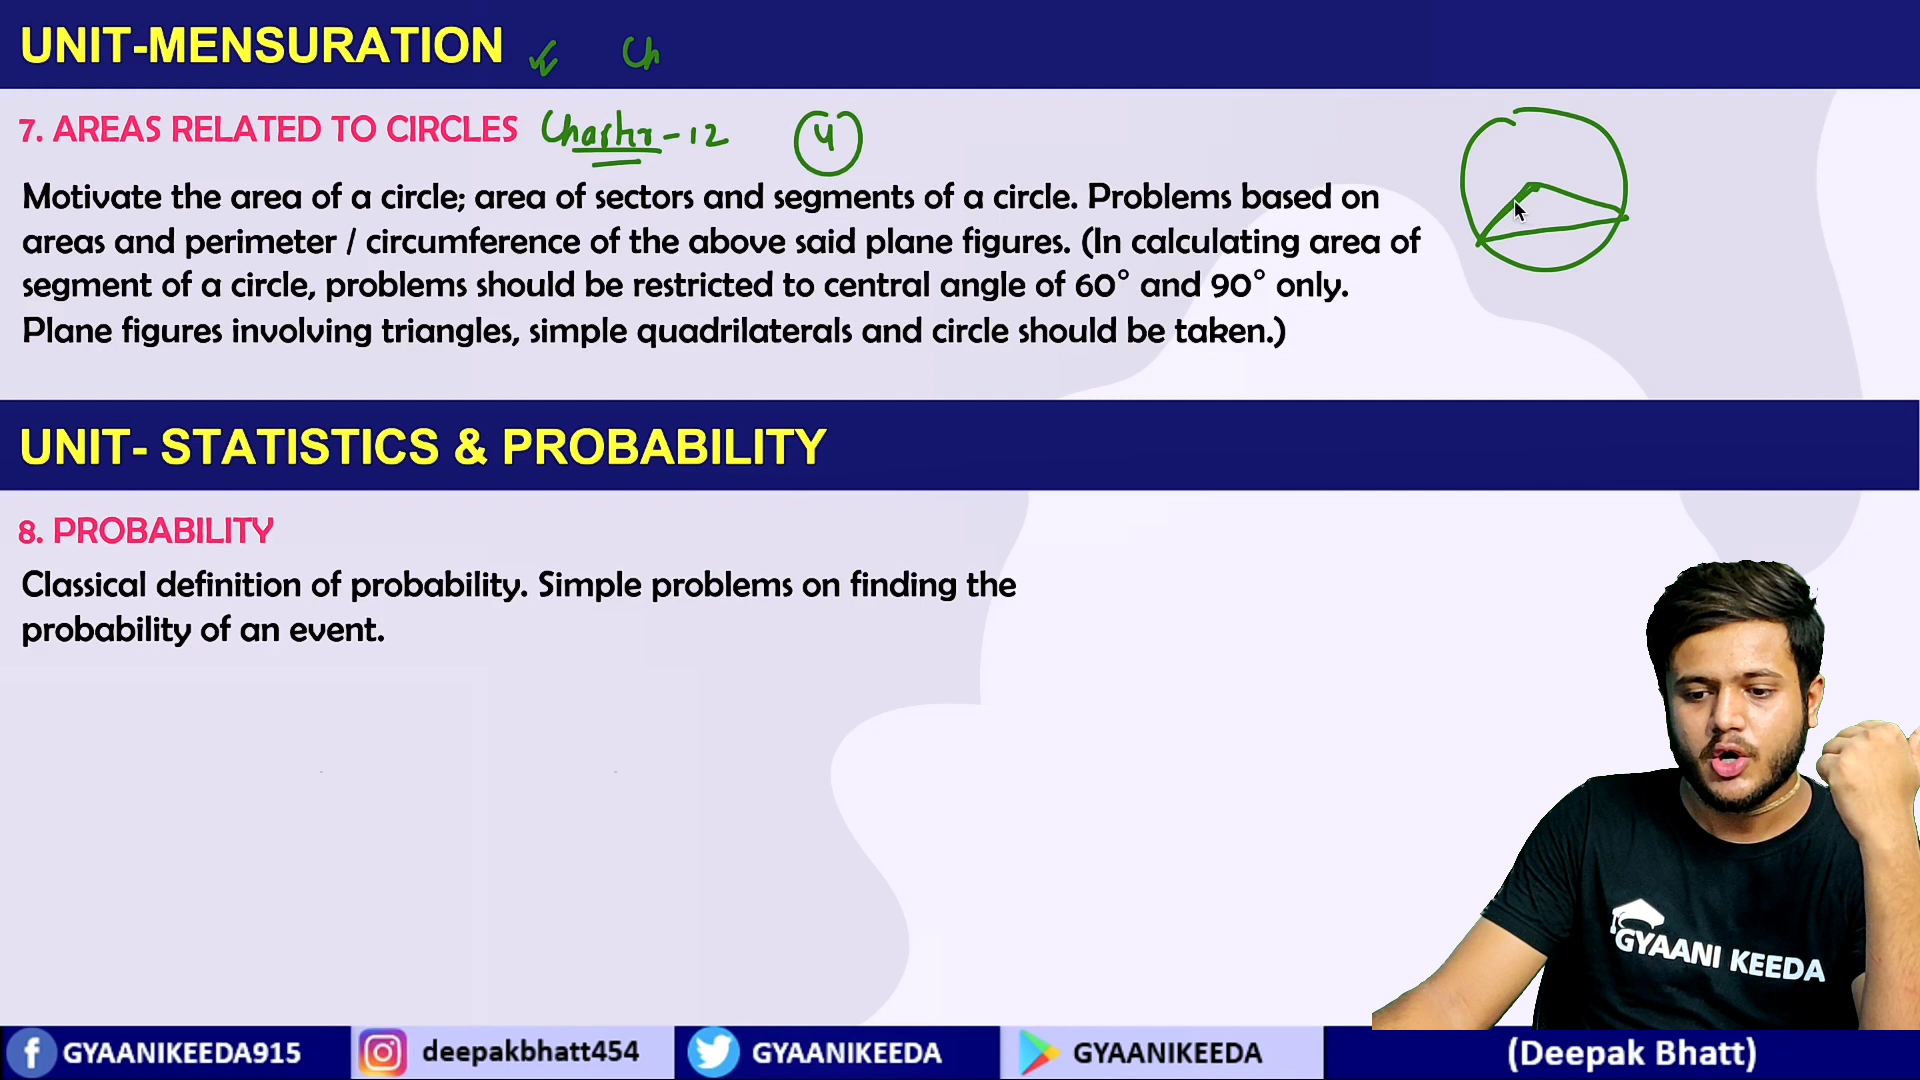 UNIT-MENSURATION Ch
7. AREAS RELATED TO CIRCLES Chapter-12 4
Motivate the area of a circle; area of sectors and segments of a circle. Problems based on
areas and perimeter / circumference of the above said plane figures. (In calculating area of
segment of a circle, problems should be restricted to central angle of 60° and 90° only.
Plane figures involving triangles, simple quadrilaterals and circle should be taken.)
UNIT- STATISTICS & PROBABILITY
8. PROBABILITY
Classical definition of probability. Simple problems on finding the
probability of an event.
GYAANI KEEDA
GYAANIKEEDA915 deepakbhatt454 GYAANIKEEDA GYAANIKEEDA (Deepak Bhatt)